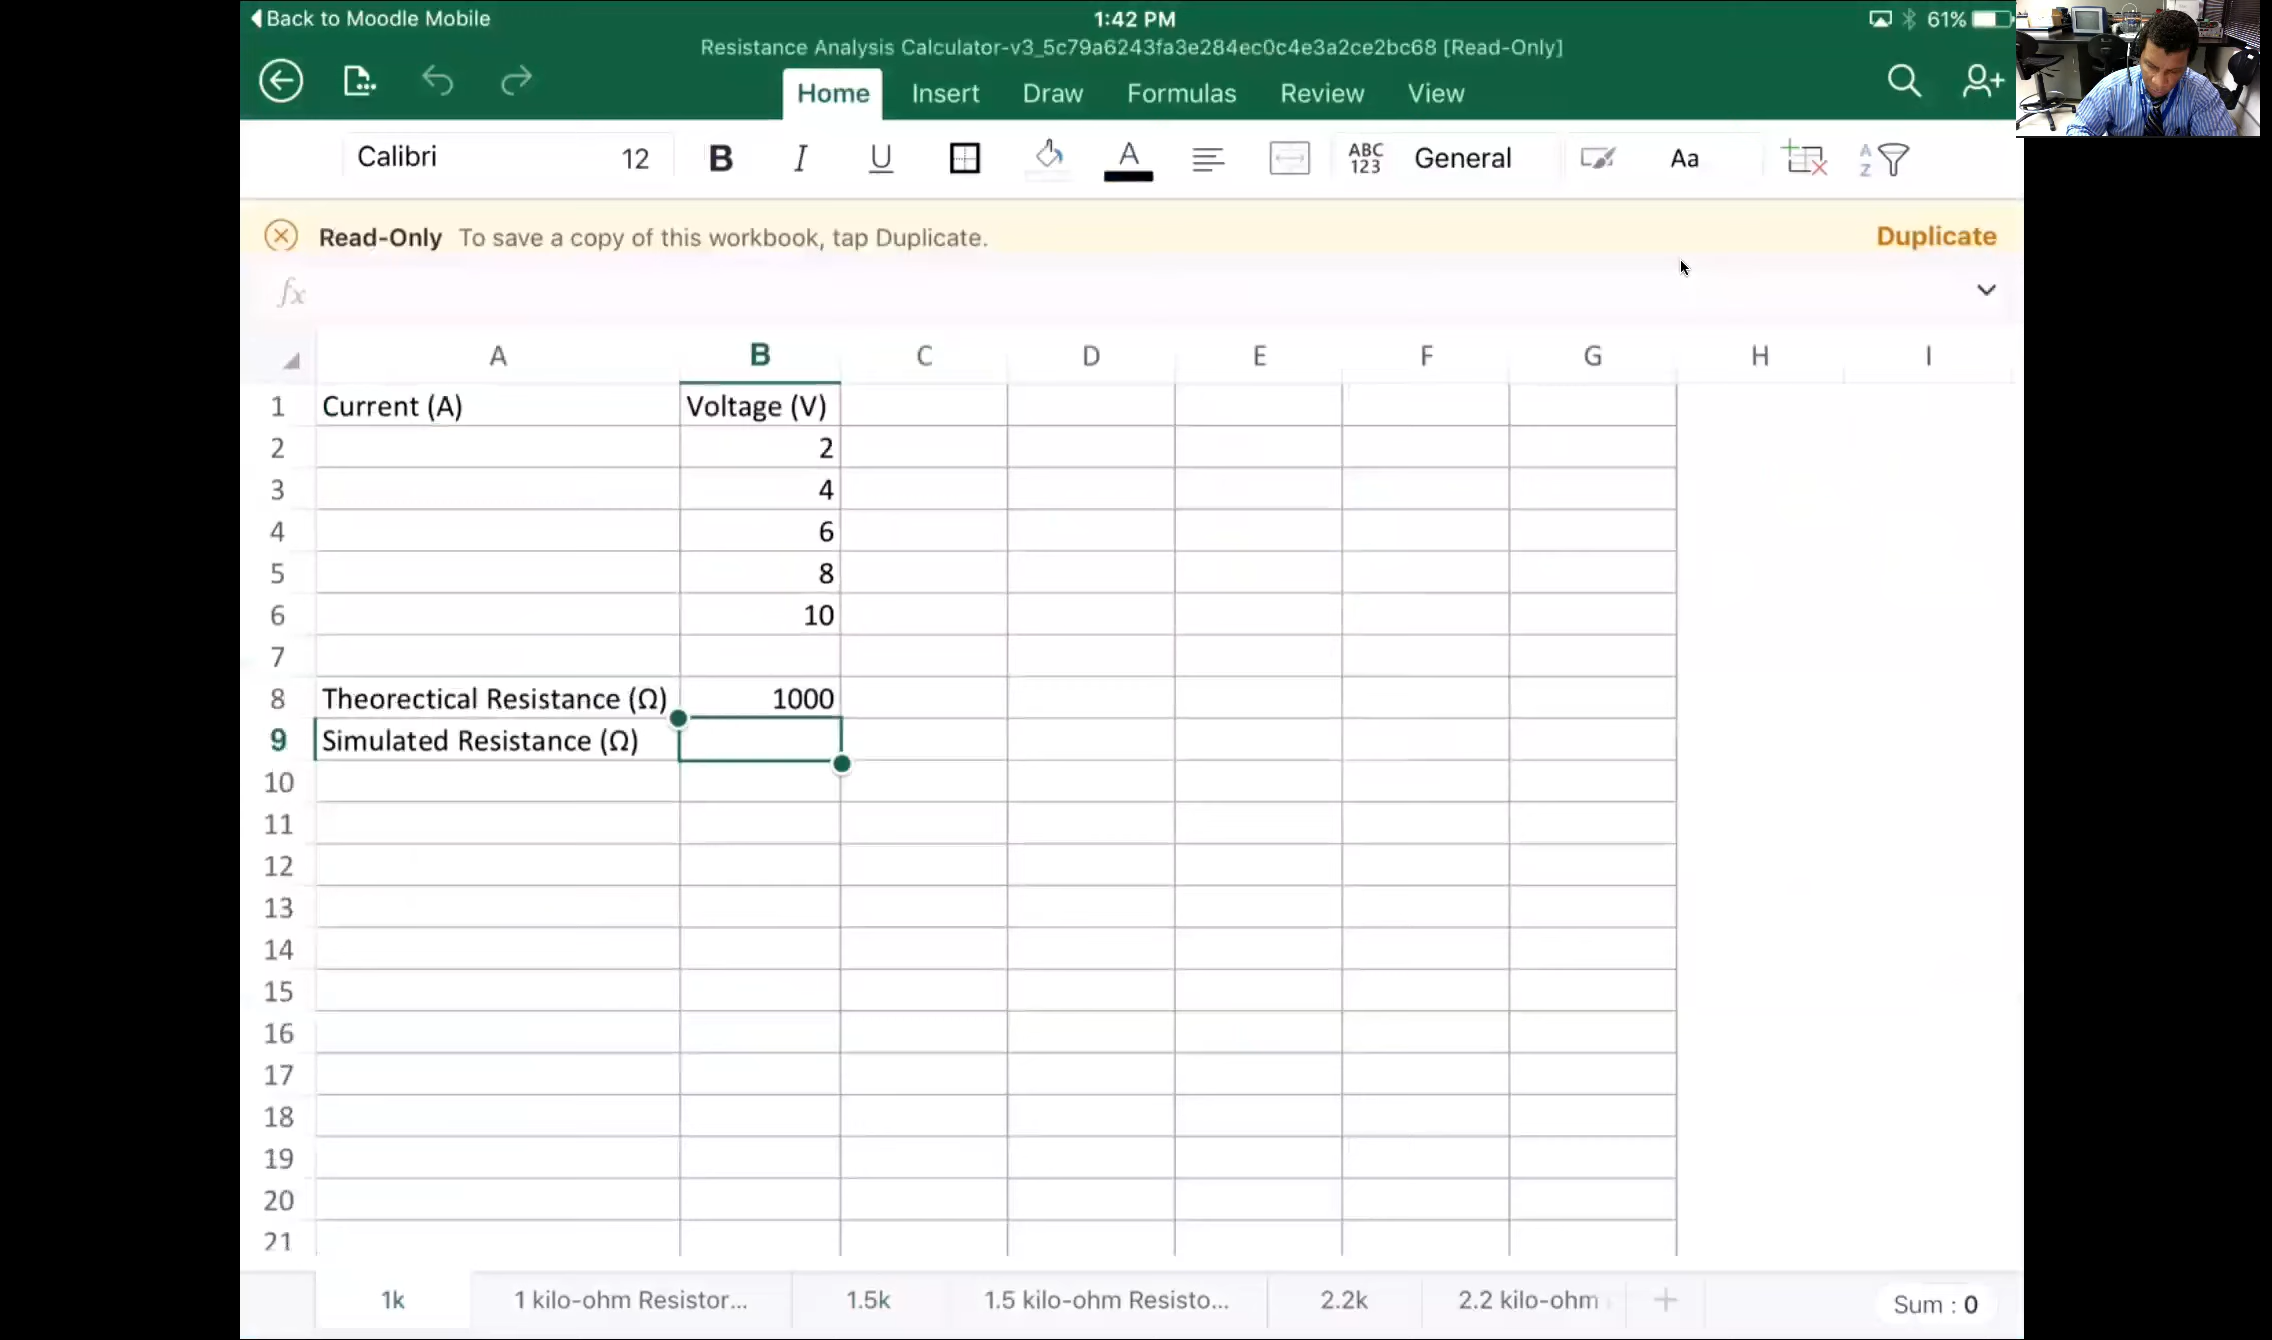 Back to Moodle Mobile 1:42 PM 61%
Resistance Analysis Calculator-v3_5c79a6243fa3e284ec0c4e3a2ce2bc68 [Read-Only]
Home Insert Draw Formulas Review View
Calibri 12 B I U A ABC 123 General Aa A Z
Read-Only To save a copy of this workbook, tap Duplicate. Duplicate
fx
A B C D E F G H I
1 Current (A) Voltage (V)
2 2
3 4
4 6
5 8
6 10
7
8 Theorectical Resistance (Ω) 1000
9 Simulated Resistance (Ω)
10
11
12
13
14
15
16
17
18
19
20
21
1k 1 kilo-ohm Resistor... 1.5k 1.5 kilo-ohm Resisto... 2.2k 2.2 kilo-ohm + Sum : 0